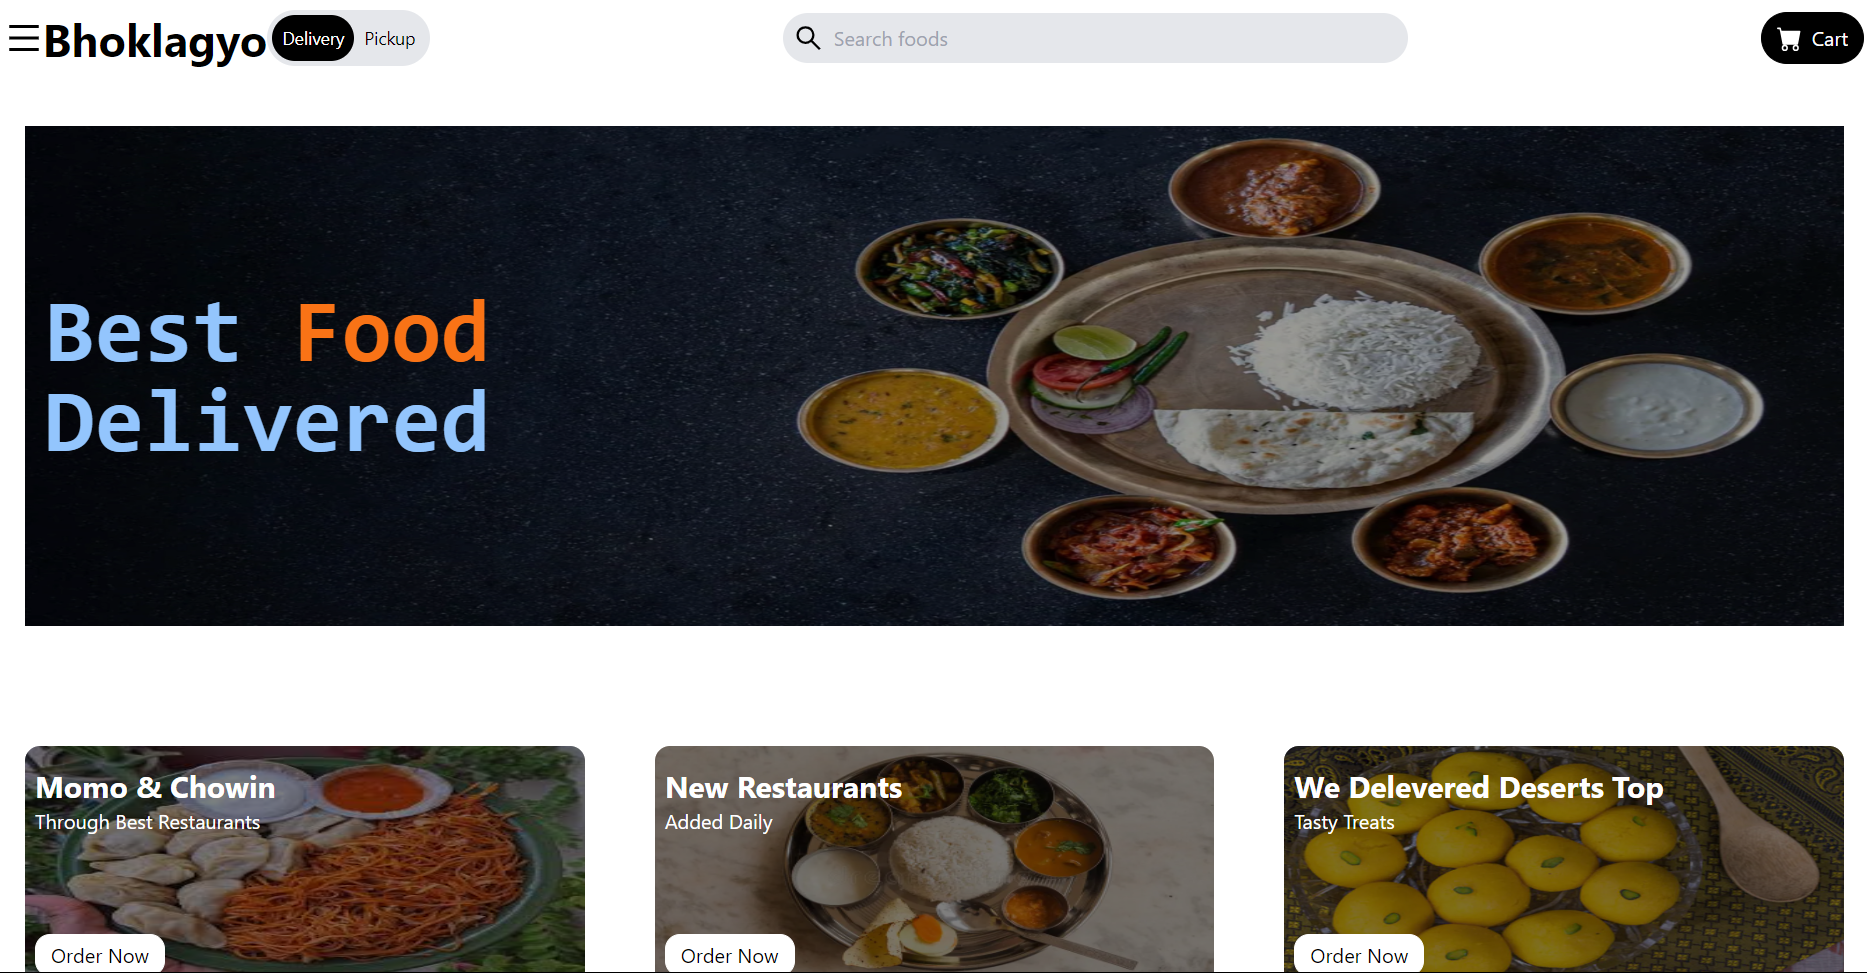 Bhoklagyo
Delivery Pickup
Search foods
Cart
Best Food
Delivered
Momo & Chowin
Through Best Restaurants
Order Now
New Restaurants
Added Daily
Order Now
We Delevered Deserts Top
Tasty Treats
Order Now